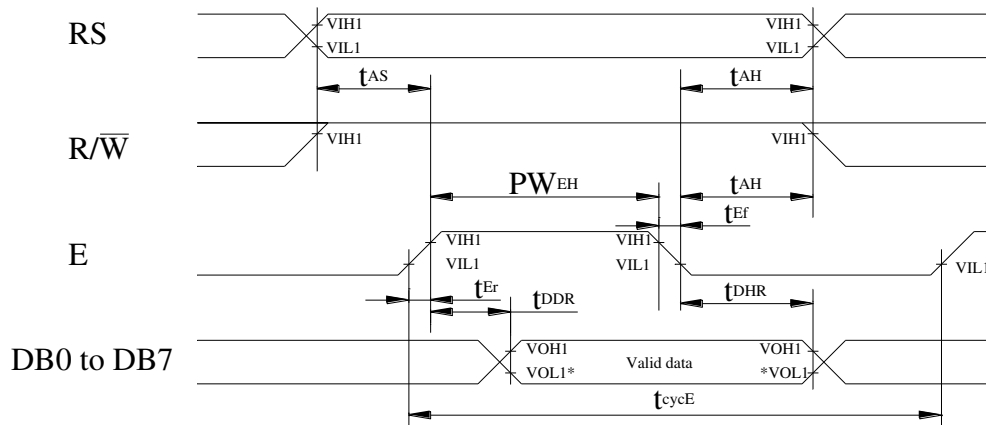 RS
VIH1
VIL1
VIH1
VIL1
tAS
tAH
R/W̅
VIH1
VIH1
PWEH
tAH
tEf
E
VIH1
VIL1
VIH1
VIL1
VIL1
tEr
tDDR
tDHR
DB0 to DB7
VOH1
VOL1*
Valid data
VOH1
*VOL1
tcycE